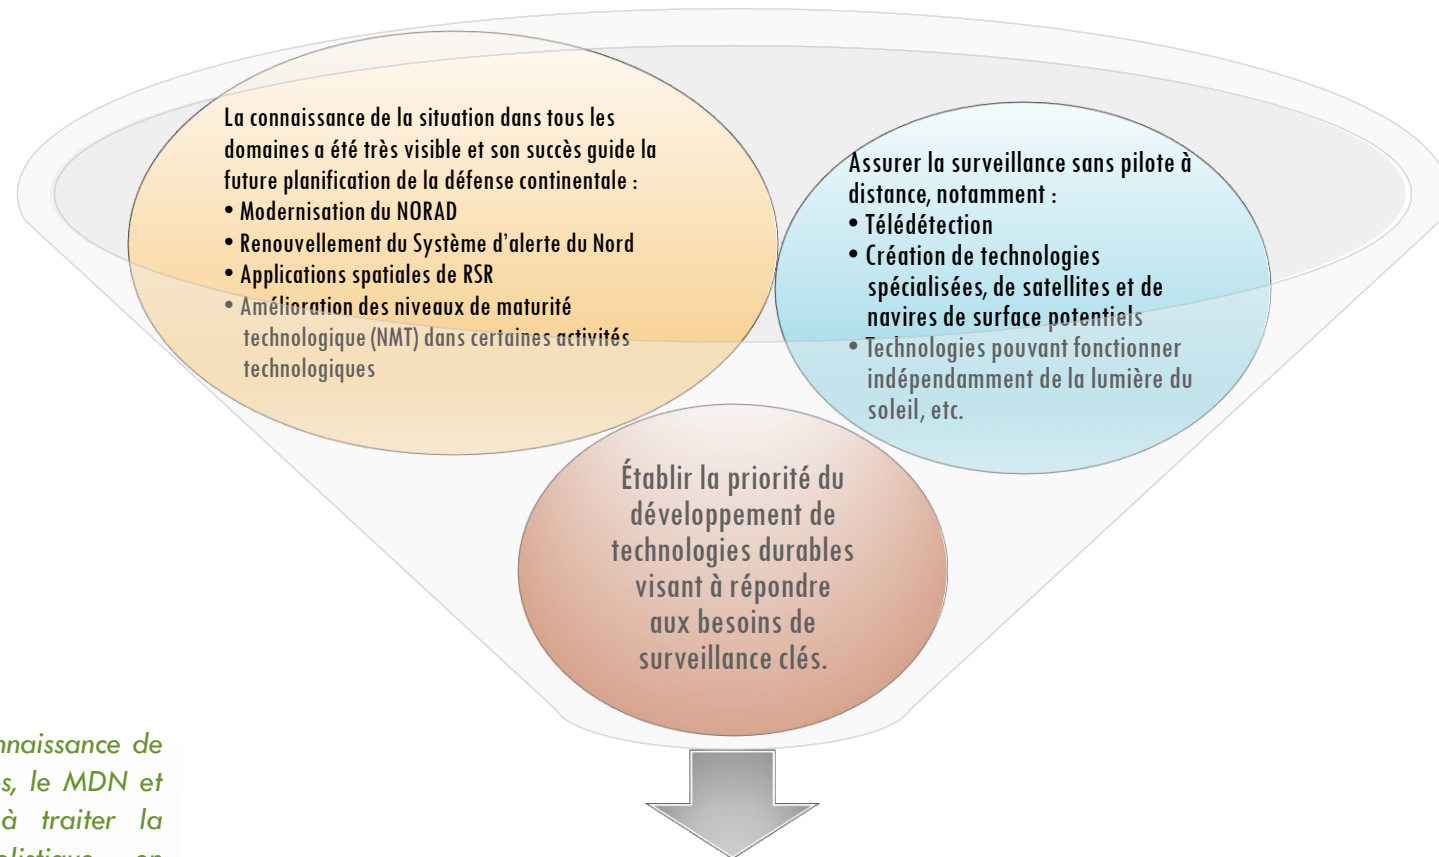 La connaissance de la situation dans tous les
domaines a été très visible et son succès guide la
future planification de la défense continentale :
• Modernisation du NORAD
• Renouvellement du Système d’alerte du Nord
• Applications spatiales de RSR
• Amélioration des niveaux de maturité
technologique (NMT) dans certaines activités
technologiques
Assurer la surveillance sans pilote à
distance, notamment :
• Télédétection
• Création de technologies
spécialisées, de satellites et de
navires de surface potentiels
• Technologies pouvant fonctionner
indépendamment de la lumière du
soleil, etc.
Établir la priorité du
développement de
technologies durables
visant à répondre
aux besoins de
surveillance clés.
de
le MDN et
à traiter la
en